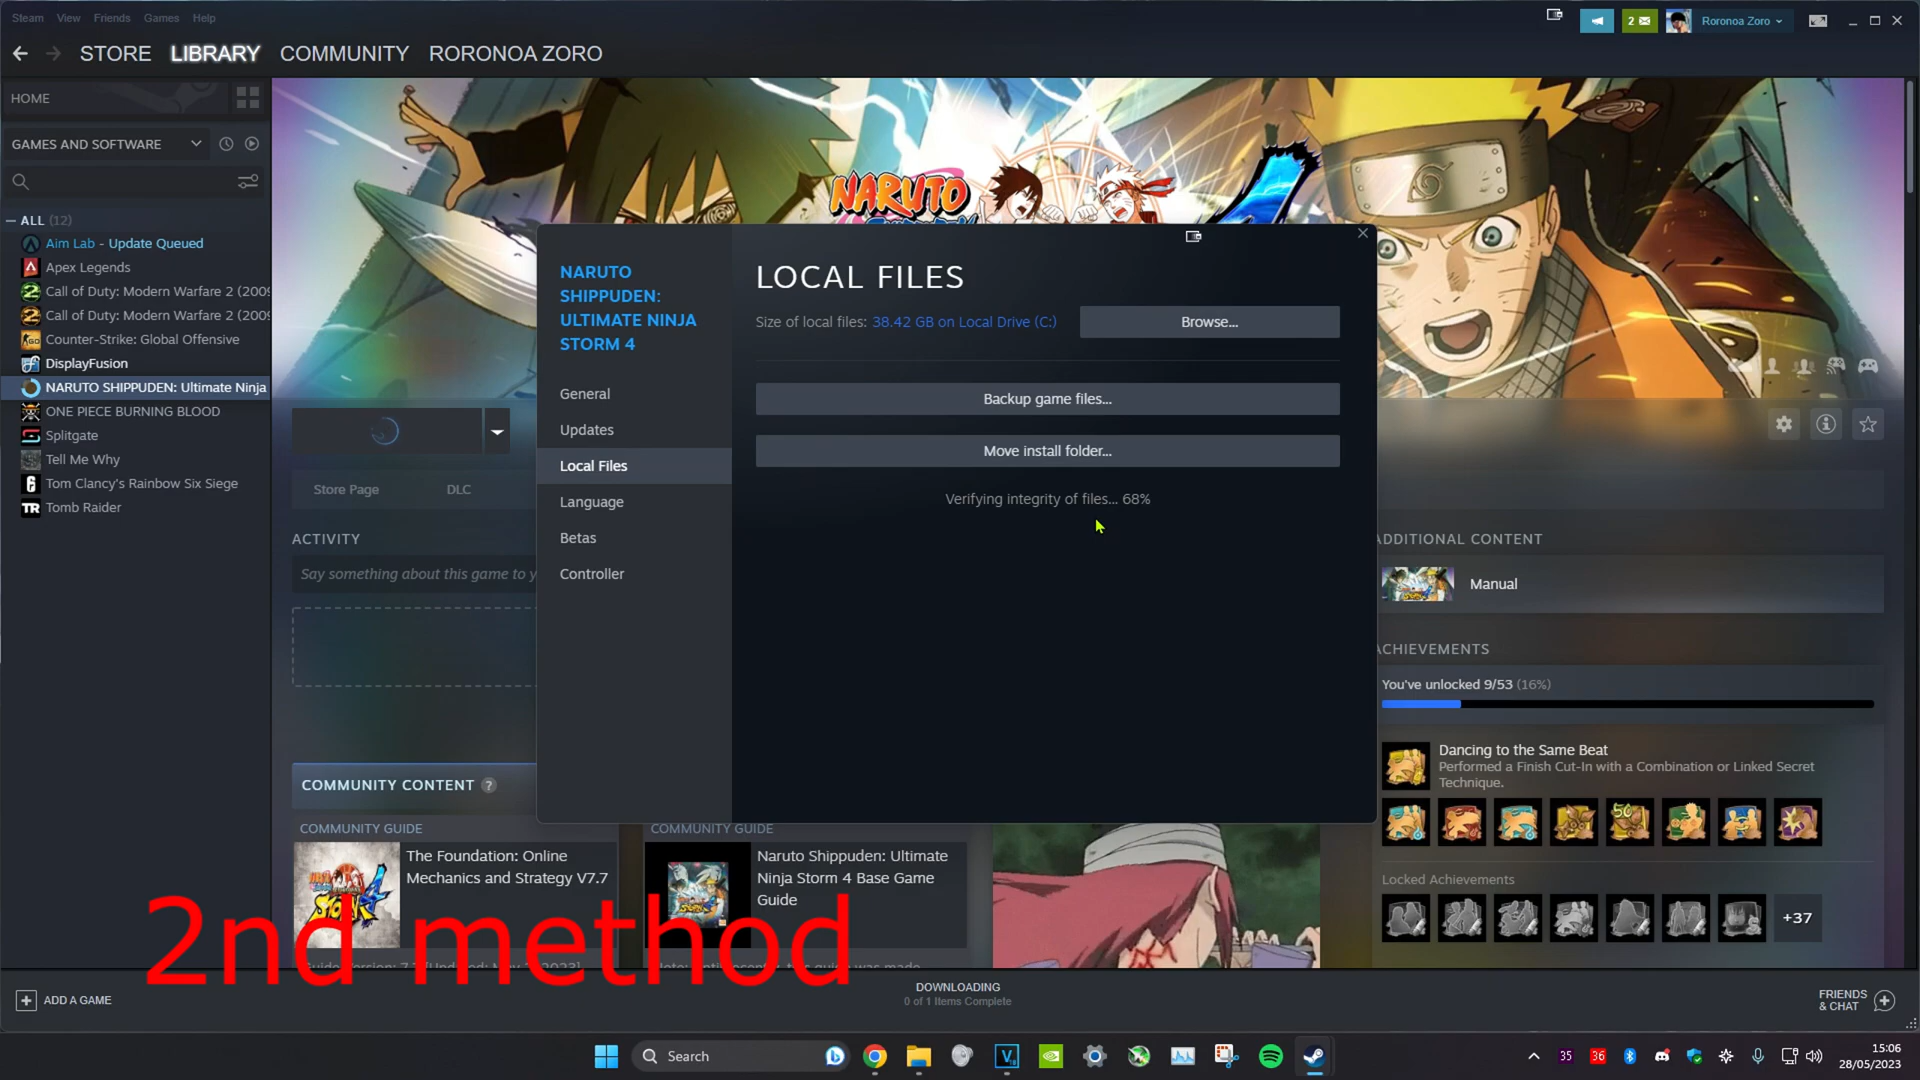 Steam View Friends Games Help
2
Roronoa Zoro
STORE LIBRARY COMMUNITY RORONOA ZORO
HOME
GAMES AND SOFTWARE
— ALL (12)
Aim Lab - Update Queued
Apex Legends
Call of Duty: Modern Warfare 2 (2009
Call of Duty: Modern Warfare 2 (2009
Counter-Strike: Global Offensive
DisplayFusion
NARUTO SHIPPUDEN: Ultimate Ninja
ONE PIECE BURNING BLOOD
Splitgate
Tell Me Why
Tom Clancy's Rainbow Six Siege
Tomb Raider
NARUTO
Store Page DLC
ACTIVITY
Say something about this game to y
NARUTO
SHIPPUDEN:
ULTIMATE NINJA
STORM 4
General
Updates
Local Files
Language
Betas
Controller
LOCAL FILES
Size of local files: 38.42 GB on Local Drive (C:)
Browse...
Backup game files...
Move install folder...
Verifying integrity of files... 68%
ADDITIONAL CONTENT
Manual
ACHIEVEMENTS
You've unlocked 9/53 (16%)
Dancing to the Same Beat
Performed a Finish Cut-In with a Combination or Linked Secret
Technique.
50
Locked Achievements
+37
COMMUNITY CONTENT ?
COMMUNITY GUIDE
The Foundation: Online
Mechanics and Strategy V7.7
COMMUNITY GUIDE
Naruto Shippuden: Ultimate
Ninja Storm 4 Base Game
Guide
2nd method
ADD A GAME
DOWNLOADING
0 of 1 Items Complete
FRIENDS
& CHAT
Search
35
36
15:06
28/05/2023